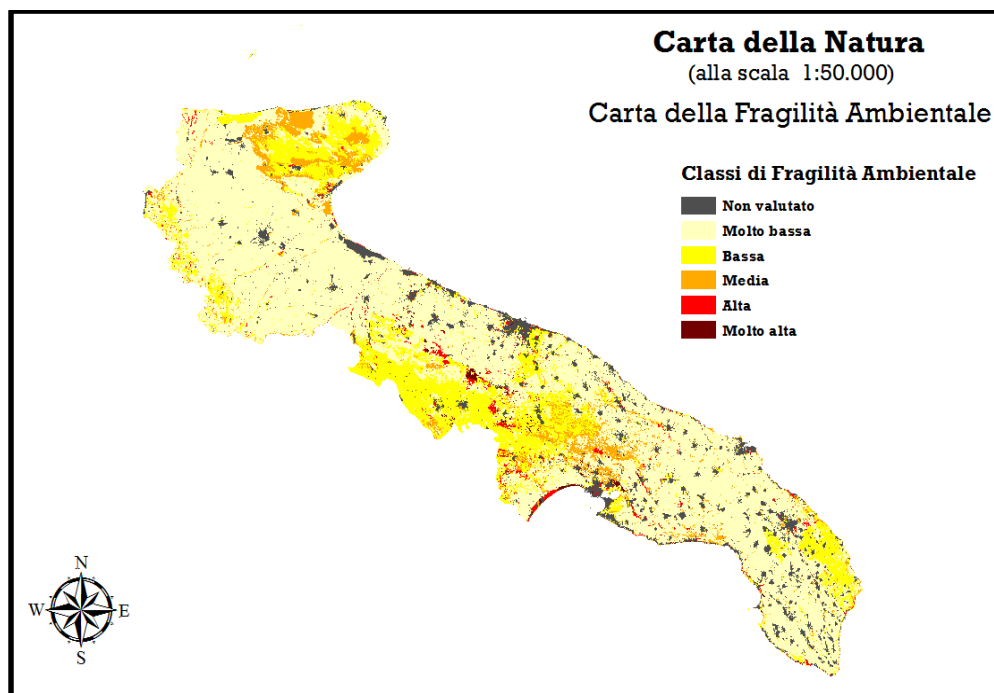 Carta della Natura
(alla scala 1:50.000)
Carta della Fragilità Ambientale
Classi di Fragilità Ambientale
Non valutato
Molto bassa
Bassa
Media
Alta
Molto alta
N
W E
S